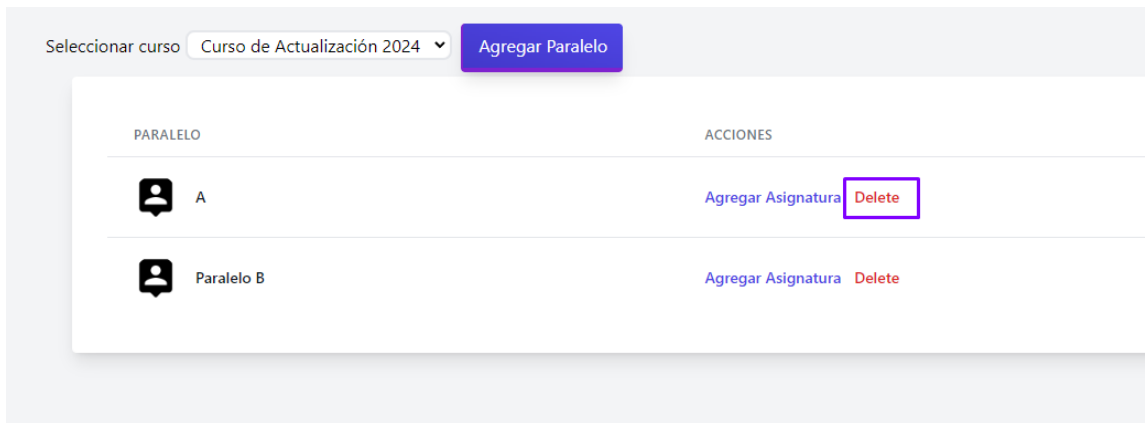 Seleccionar curso Curso de Actualización 2024 Agregar Paralelo
PARALELO ACCIONES
A Agregar Asignatura Delete
Paralelo B Agregar Asignatura Delete